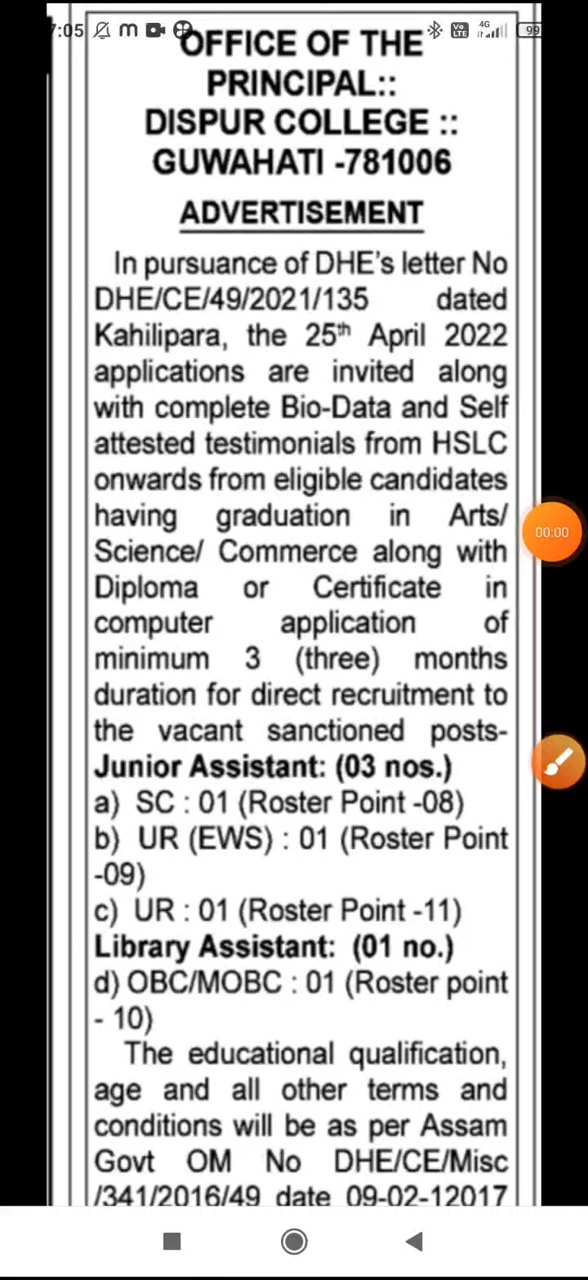 7:05
Vo LTE
4G
99
OFFICE OF THE
PRINCIPAL::
DISPUR COLLEGE ::
GUWAHATI -781006
ADVERTISEMENT
In pursuance of DHE's letter No
DHE/CE/49/2021/135 dated
Kahilipara, the 25th April 2022
applications are invited along
with complete Bio-Data and Self
attested testimonials from HSLC
onwards from eligible candidates
having graduation in Arts/
Science/ Commerce along with
Diploma or Certificate in
computer application of
minimum 3 (three) months
duration for direct recruitment to
the vacant sanctioned posts-
Junior Assistant: (03 nos.)
a) SC : 01 (Roster Point -08)
b) UR (EWS) : 01 (Roster Point
-09)
c) UR : 01 (Roster Point -11)
Library Assistant: (01 no.)
d) OBC/MOBC : 01 (Roster point
- 10)
The educational qualification,
age and all other terms and
conditions will be as per Assam
Govt OM No DHE/CE/Misc
/341/2016/49 date 09-02-12017
00:00